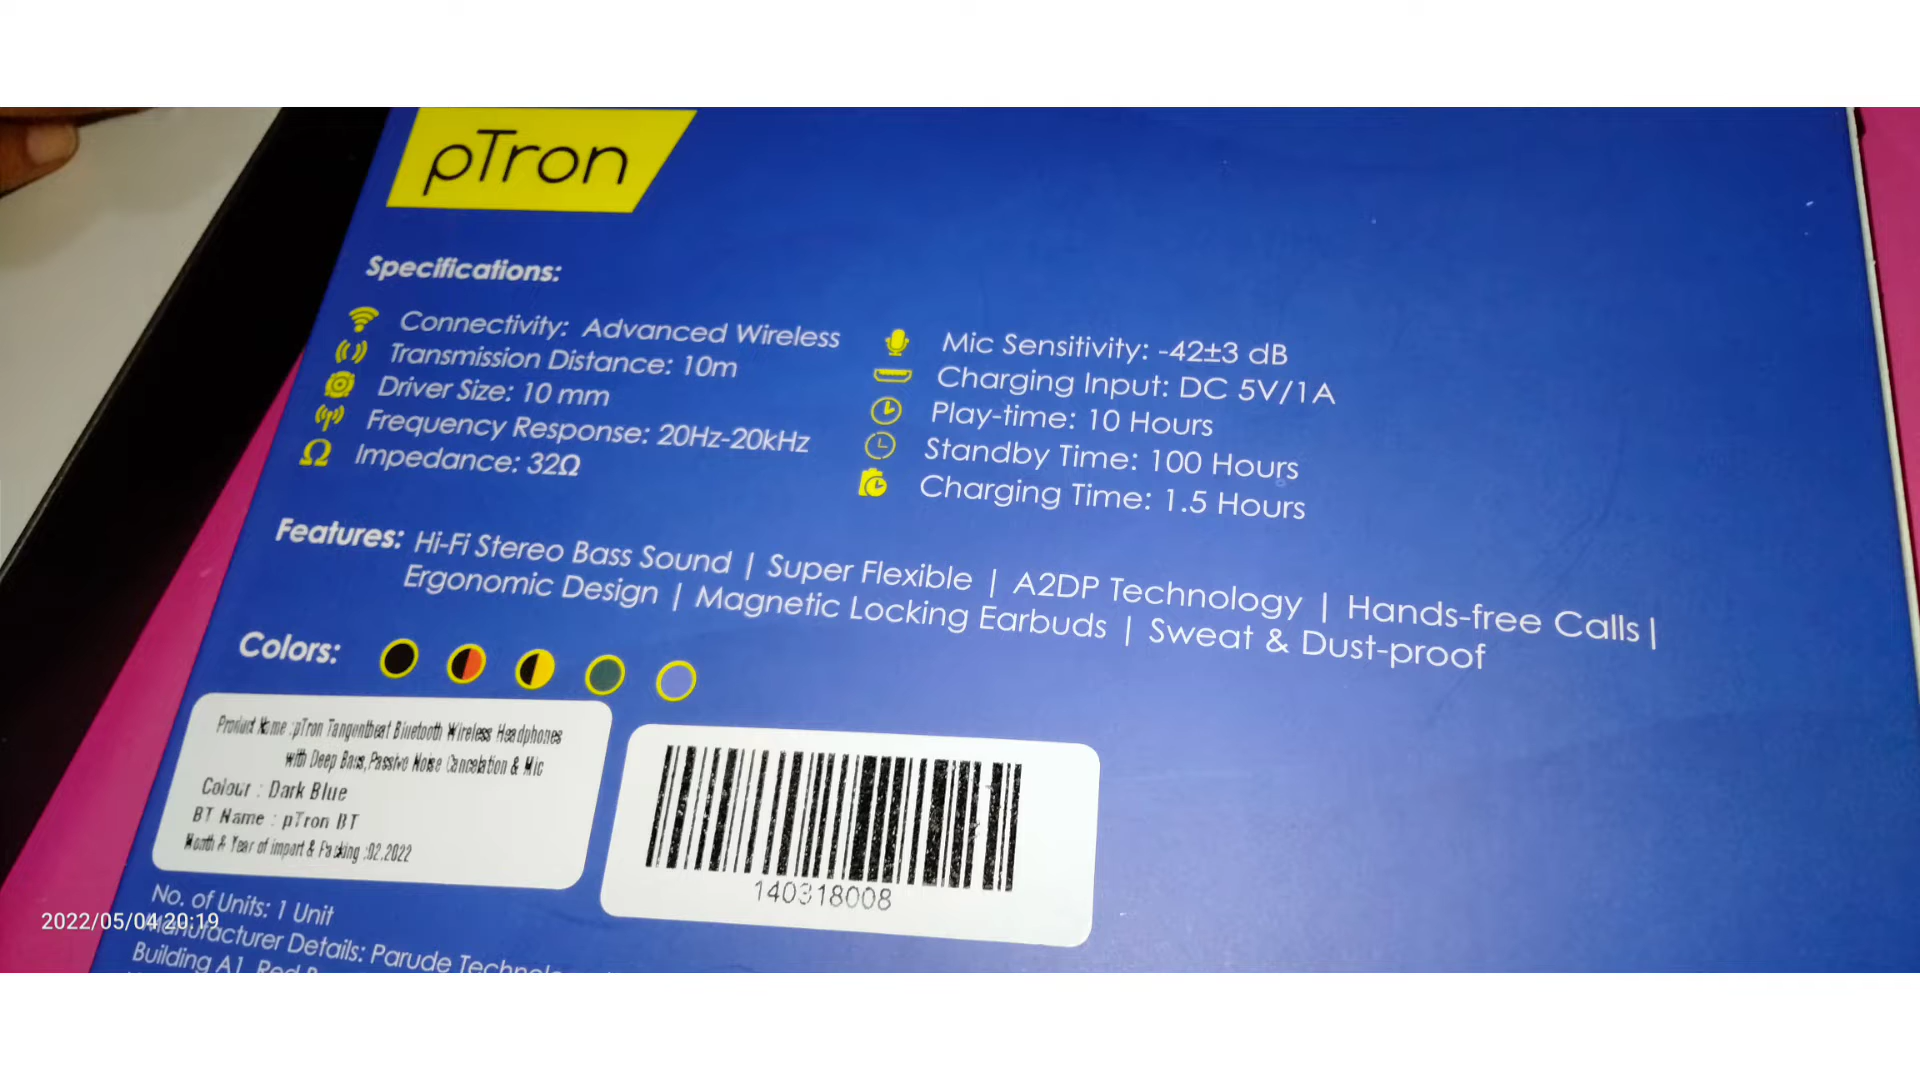 pTron
Specifications:
Connectivity: Advanced Wireless
Transmission Distance: 10m
Driver Size: 10 mm
Frequency Response: 20Hz-20kHz
Impedance: 32Ω
Mic Sensitivity: -42±3 dB
Charging Input: DC 5V/1A
Play-time: 10 Hours
Standby Time: 100 Hours
Charging Time: 1.5 Hours
Features: Hi-Fi Stereo Bass Sound | Super Flexible | A2DP Technology | Hands-free Calls |
Ergonomic Design | Magnetic Locking Earbuds | Sweat & Dust-proof
Colors:
Product Name :pTron Tangentbeat Bluetooth Wireless Headphones
with Deep Bass,Passive Noise Cancelation & Mic
Colour : Dark Blue
BT Name : pTron BT
Month & Year of import & Packing :02.2022
140318008
No. of Units: 1 Unit
Manufacturer Details: Parude
Building A1,
2022/05/04 20:19